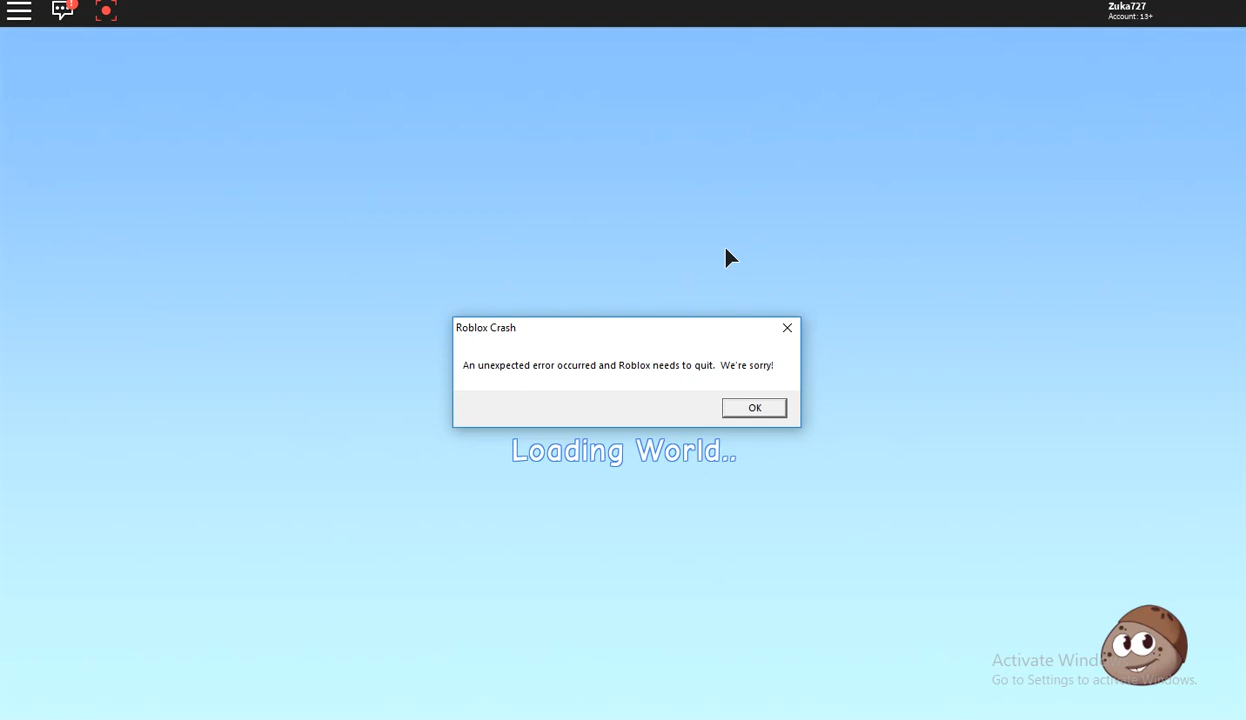 Zuka727
Account: 13+
Roblox Crash
An unexpected error occurred and Roblox needs to quit.  We're sorry!
OK
Loading World..
Activate Wind
Go to Settings to activate Windows.